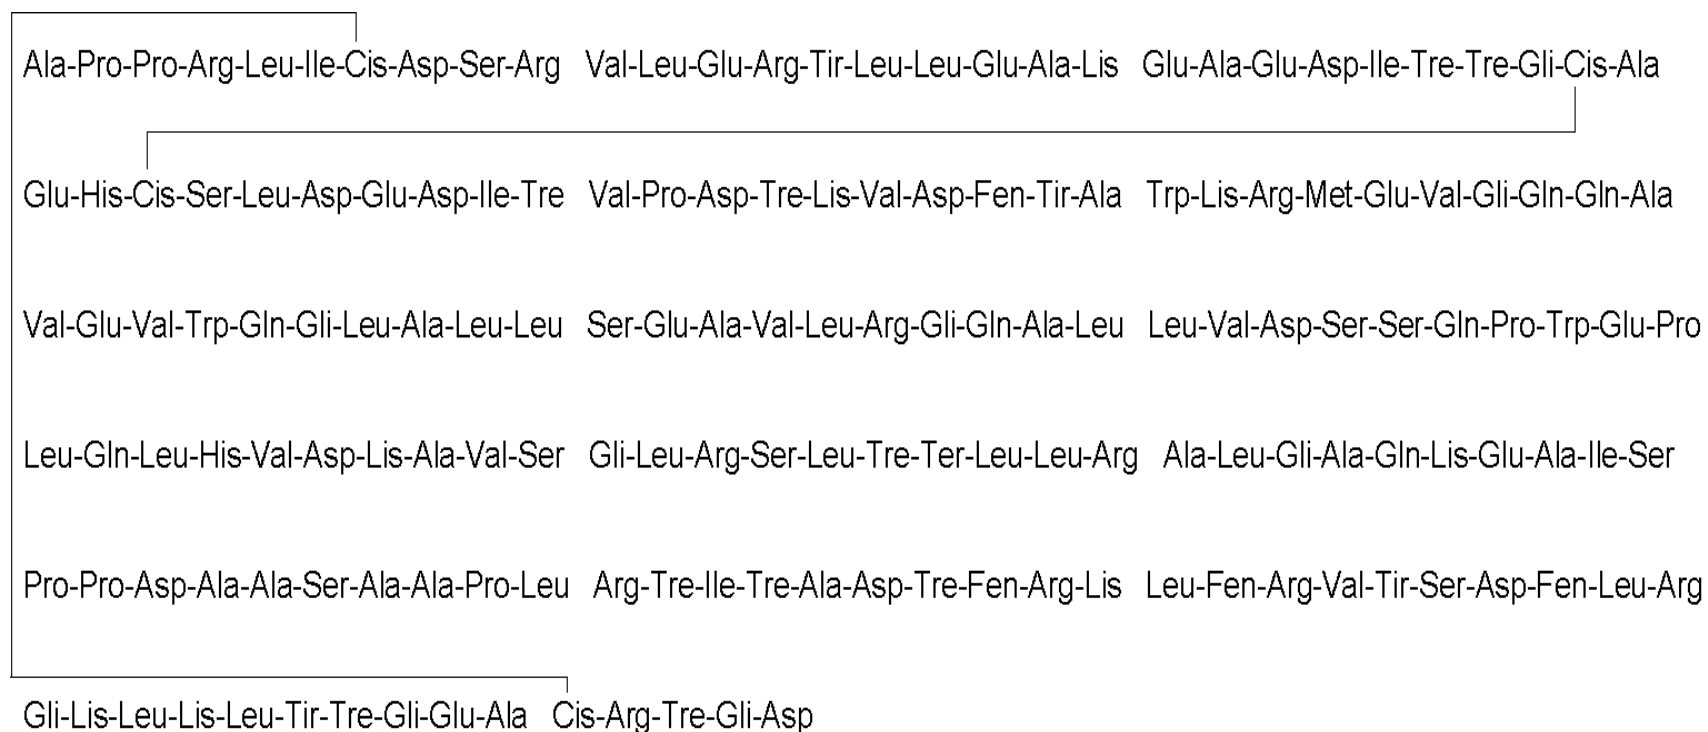 Ala-Pro-Pro-Arg-Leu-Ile-Cis-Asp-Ser-Arg Val-Leu-Glu-Arg-Tir-Leu-Leu-Glu-Ala-Lis Glu-Ala-Glu-Asp-Ile-Tre-Tre-Gli-Cis-Ala
Glu-His-Cis-Ser-Leu-Asp-Glu-Asp-Ile-Tre Val-Pro-Asp-Tre-Lis-Val-Asp-Fen-Tir-Ala Trp-Lis-Arg-Met-Glu-Val-Gli-Gln-Gln-Ala
Val-Glu-Val-Trp-Gln-Gli-Leu-Ala-Leu-Leu Ser-Glu-Ala-Val-Leu-Arg-Gli-Gln-Ala-Leu Leu-Val-Asp-Ser-Ser-Gln-Pro-Trp-Glu-Pro
Leu-Gln-Leu-His-Val-Asp-Lis-Ala-Val-Ser Gli-Leu-Arg-Ser-Leu-Tre-Ter-Leu-Leu-Arg Ala-Leu-Gli-Ala-Gln-Lis-Glu-Ala-Ile-Ser
Pro-Pro-Asp-Ala-Ala-Ser-Ala-Ala-Pro-Leu Arg-Tre-Ile-Tre-Ala-Asp-Tre-Fen-Arg-Lis Leu-Fen-Arg-Val-Tir-Ser-Asp-Fen-Leu-Arg
Gli-Lis-Leu-Lis-Leu-Tir-Tre-Gli-Glu-Ala Cis-Arg-Tre-Gli-Asp